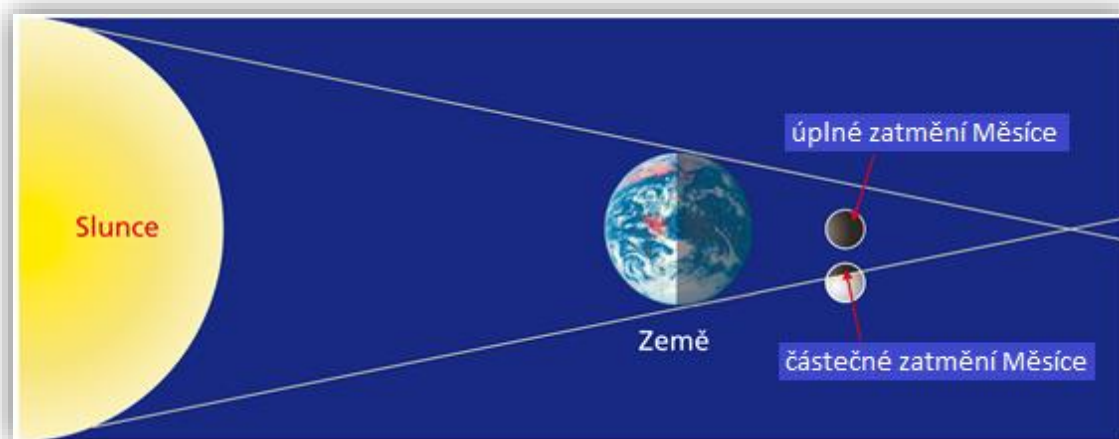 úplné zatmění Měsíce
Slunce
Země
částečné zatmění Měsíce